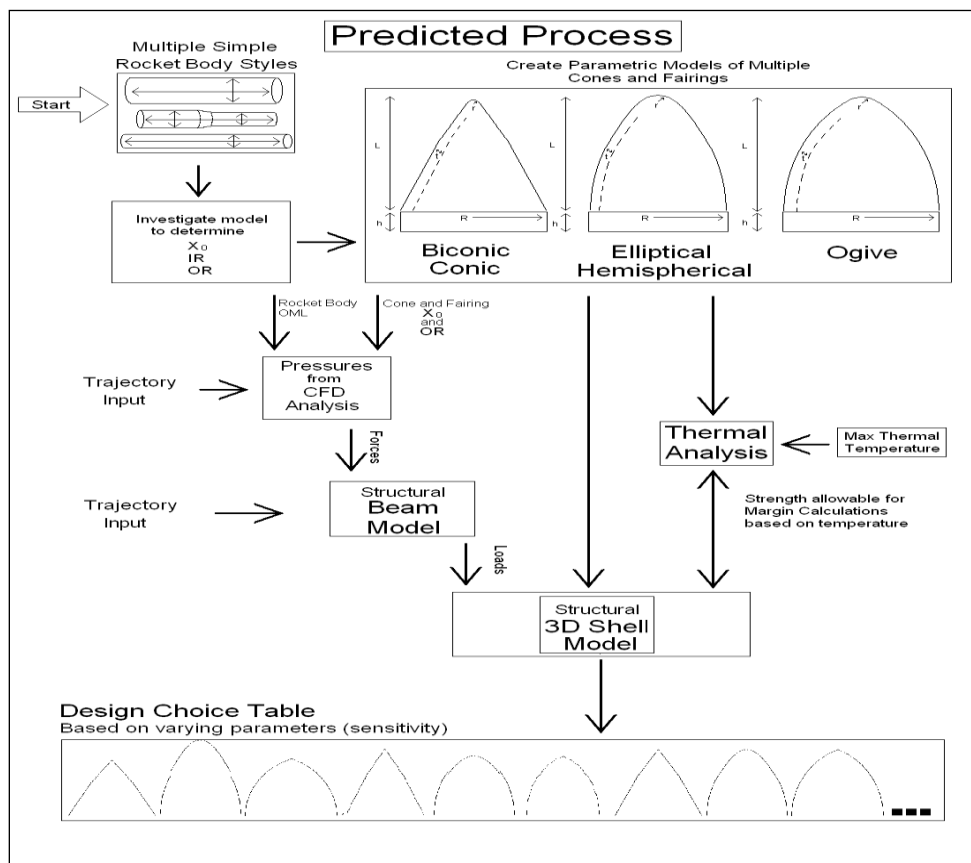 Predicted Process
Multiple Simple
Rocket Body Styles
Start
Create Parametric Models of Multiple
Cones and Fairings
L
h
r
r2
R
Biconic
Conic
L
h
r
r2
R
Elliptical
Hemispherical
L
h
r
r2
R
Ogive
Investigate model
to determine
X₀
IR
OR
Rocket Body
OML
Cone and Fairing
X₀
and
OR
Trajectory
Input
Pressures
from
CFD
Analysis
Forces
Thermal
Analysis
Max Thermal
Temperature
Trajectory
Input
Structural
Beam
Model
Strength allowable for
Margin Calculations
based on temperature
Loads
Structural
3D Shell
Model
Design Choice Table
Based on varying parameters (sensitivity)